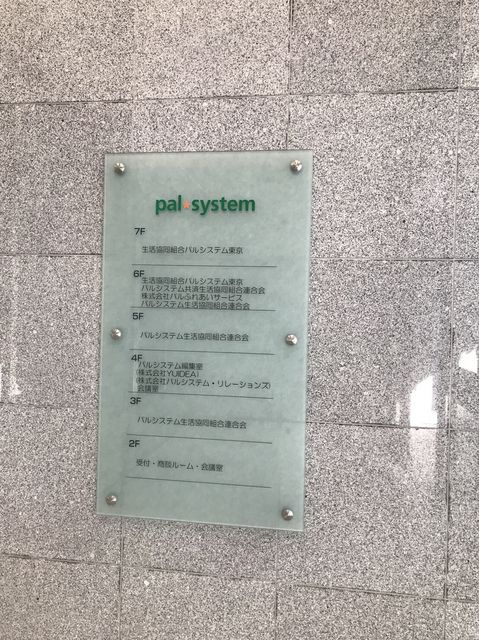 pal*system
7F
生活協同組合パルシステム東京
6F
生活協同組合パルシステム東京
パルシステム共済生活協同組合連合会
株式会社パルふれあいサービス
パルシステム生活協同組合連合会
5F
パルシステム生活協同組合連合会
4F
パルシステム編集室
(株式会社YUIDEA)
(株式会社パルシステム・リレーションズ)
会議室
3F
パルシステム生活協同組合連合会
2F
受付・商談ルーム・会議室